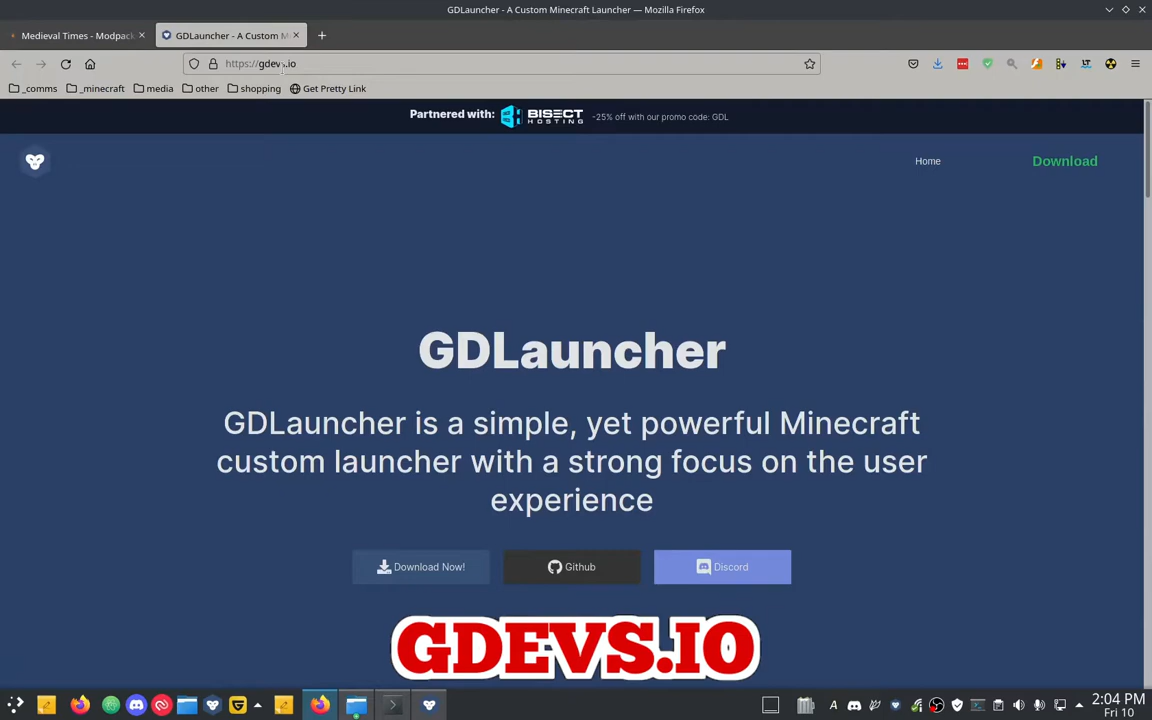 GDLauncher - A Custom Minecraft Launcher — Mozilla Firefox
Medieval Times - Modpack
GDLauncher - A Custom M
https://gdevs.io
_comms
_minecraft
media
other
shopping
Get Pretty Link
Partnered with: BISECT HOSTING -25% off with our promo code: GDL
Home
Download
GDLauncher
GDLauncher is a simple, yet powerful Minecraft
custom launcher with a strong focus on the user
experience
Download Now!
Github
Discord
GDEVS.IO
2:04 PM
Fri 10